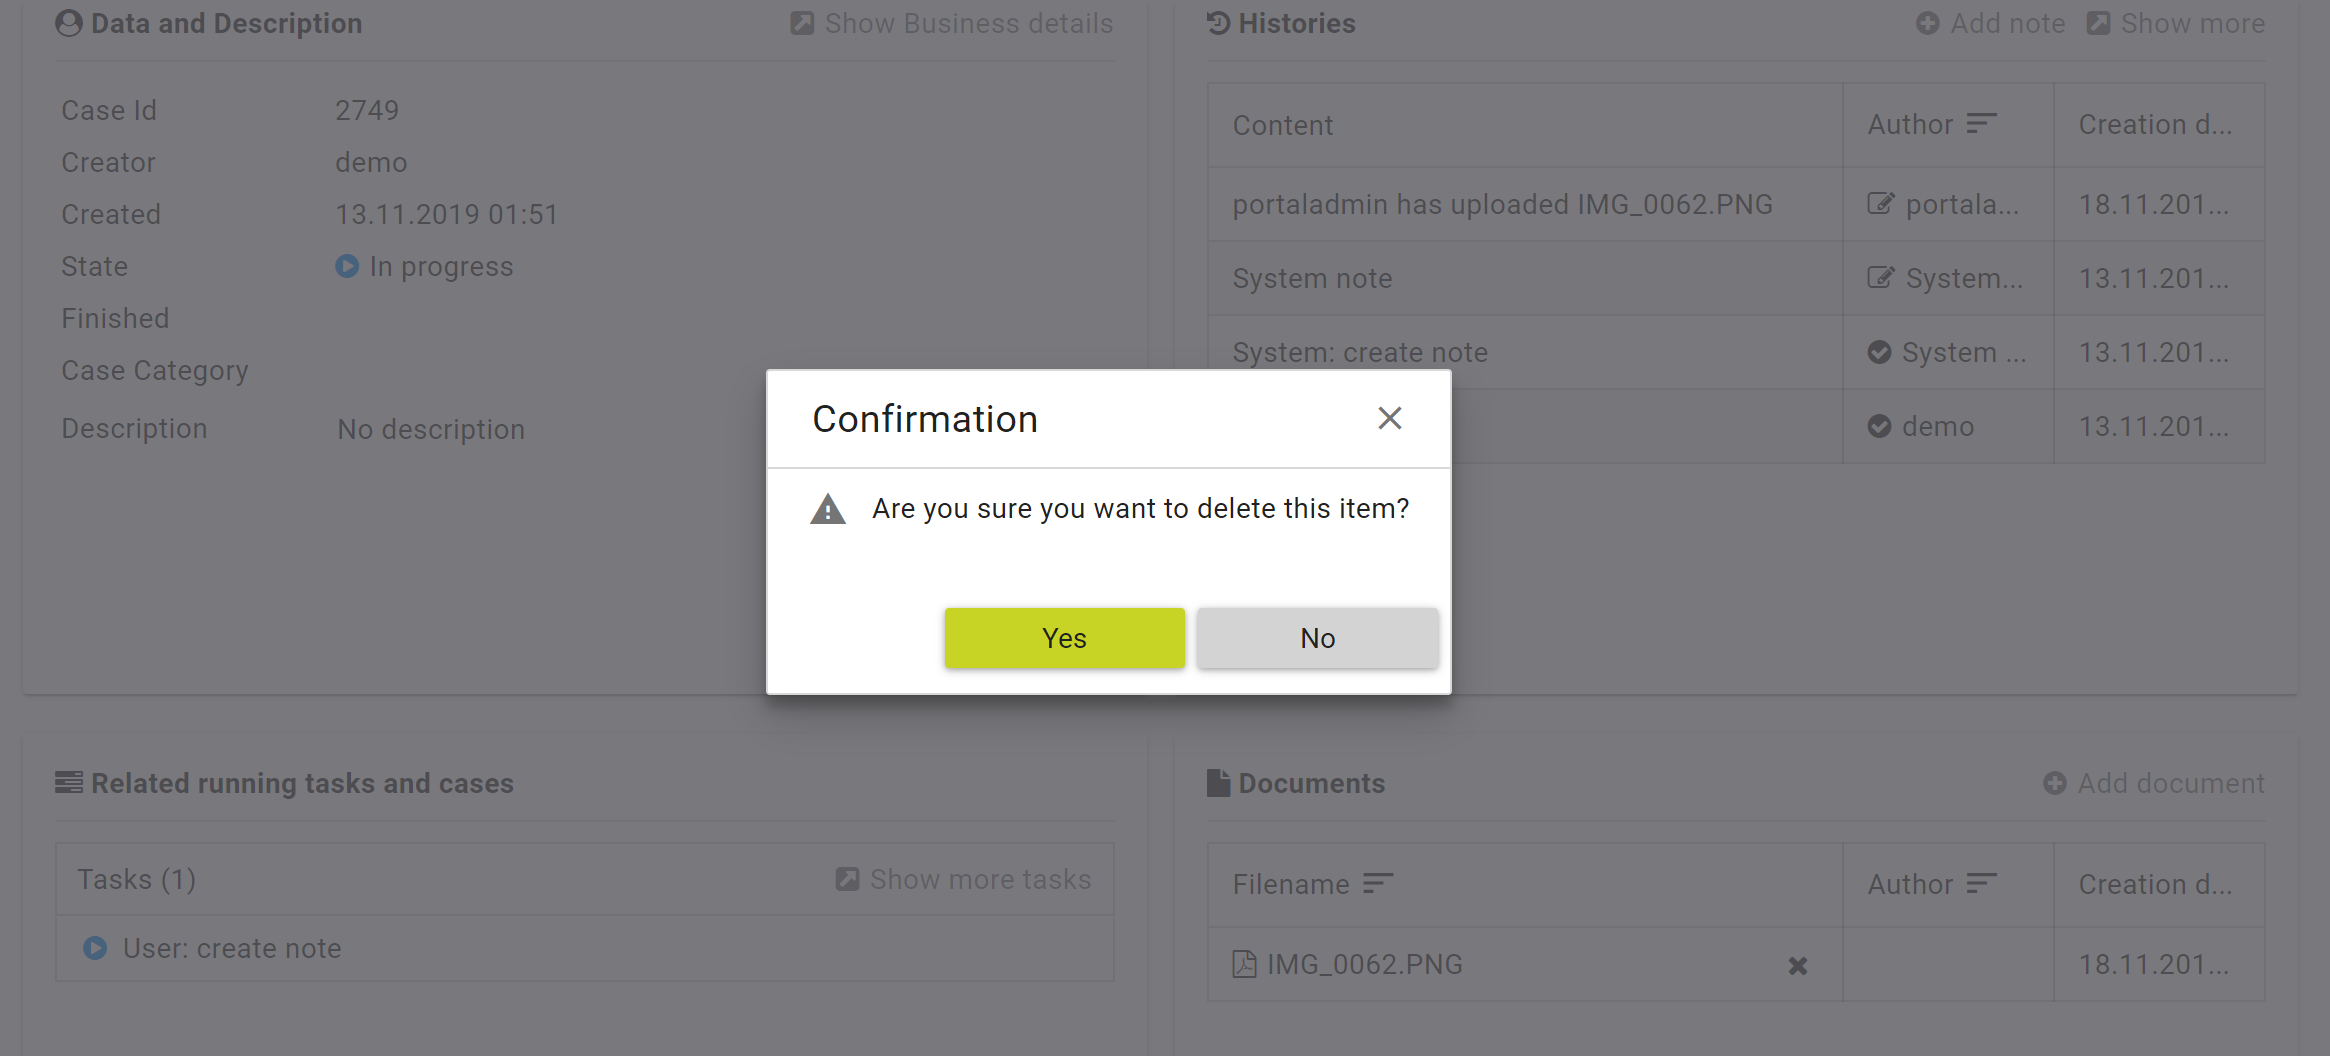 Data and Description
Show Business details
Case Id 2749
Creator demo
Created 13.11.2019 01:51
State In progress
Finished
Case Category
Description No description
Histories
Add note Show more
Content Author Creation d...
portaladmin has uploaded IMG_0062.PNG portala... 18.11.201...
System note System... 13.11.201...
System: create note System ... 13.11.201...
demo 13.11.201...
Confirmation
Are you sure you want to delete this item?
Yes No
Related running tasks and cases
Tasks (1) Show more tasks
User: create note
Documents
Add document
Filename Author Creation d...
IMG_0062.PNG 18.11.201...